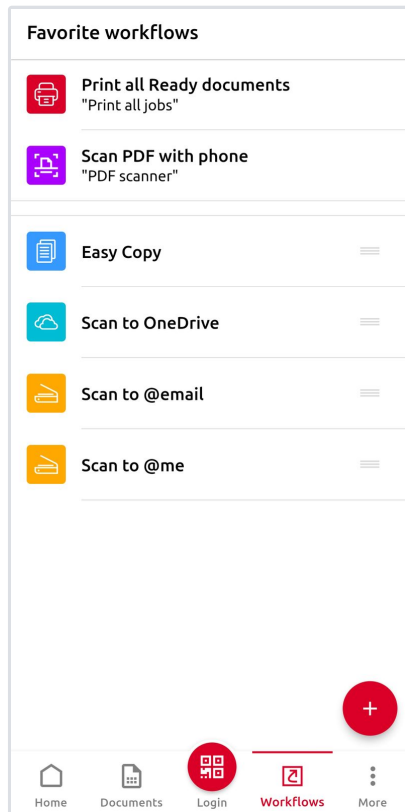 Favorite workflows
Print all Ready documents
"Print all jobs"
Scan PDF with phone
"PDF scanner"
Easy Copy
Scan to OneDrive
Scan to @email
Scan to @me
+
Home Documents Login Workflows More